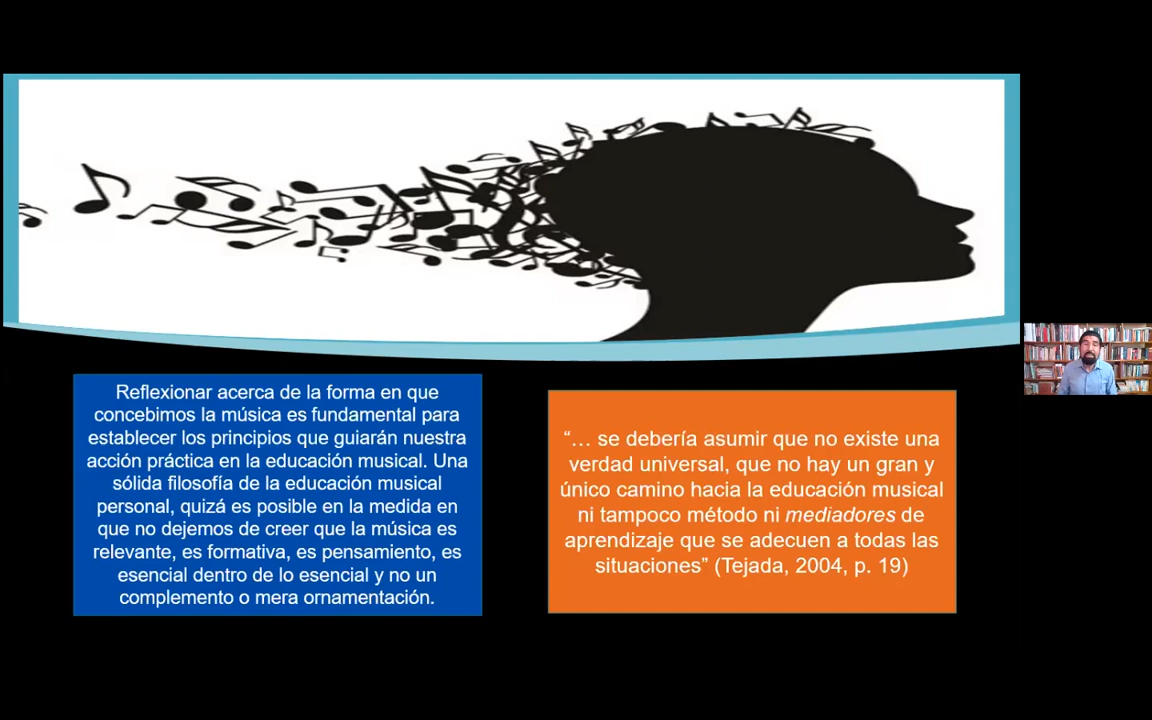 Reflexionar acerca de la forma en que
concebimos la música es fundamental para
establecer los principios que guiarán nuestra
acción práctica en la educación musical. Una
sólida filosofía de la educación musical
personal, quizá es posible en la medida en
que no dejemos de creer que la música es
relevante, es formativa, es pensamiento, es
esencial dentro de lo esencial y no un
complemento o mera ornamentación.
“… se debería asumir que no existe una
verdad universal, que no hay un gran y
único camino hacia la educación musical
ni tampoco método ni mediadores de
aprendizaje que se adecuen a todas las
situaciones” (Tejada, 2004, p. 19)